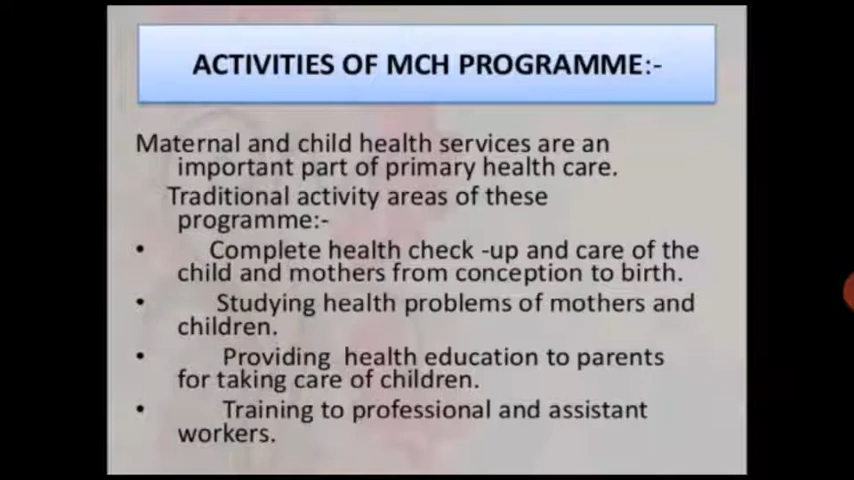 ACTIVITIES OF MCH PROGRAMME:-
Maternal and child health services are an
important part of primary health care.
Traditional activity areas of these
programme:-
• Complete health check -up and care of the
child and mothers from conception to birth.
• Studying health problems of mothers and
children.
• Providing health education to parents
for taking care of children.
• Training to professional and assistant
workers.